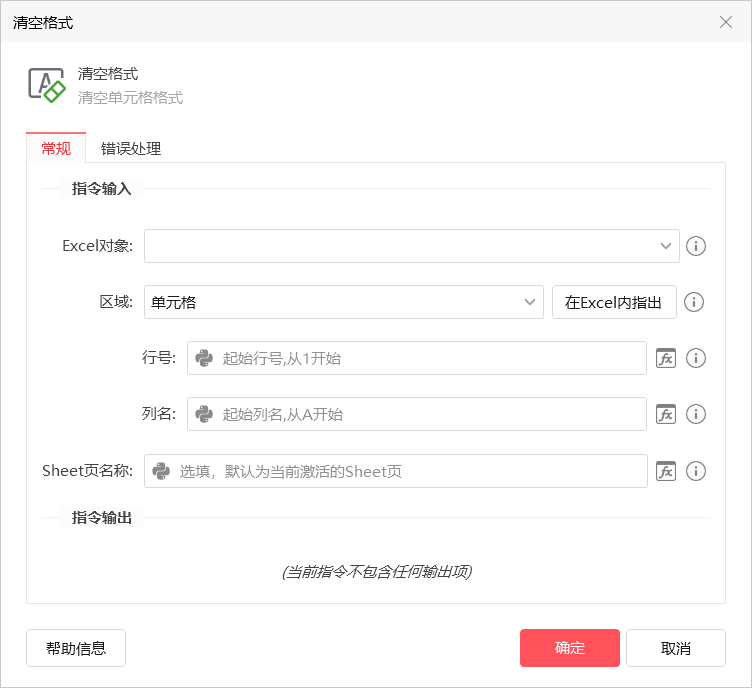 清空格式
清空格式
清空单元格格式
常规 错误处理
指令输入
Excel对象:
区域: 单元格 在Excel内指出
行号: 起始行号,从1开始 fx
列名: 起始列名,从A开始 fx
Sheet页名称: 选填，默认为当前激活的Sheet页 fx
指令输出
(当前指令不包含任何输出项)
帮助信息 确定 取消